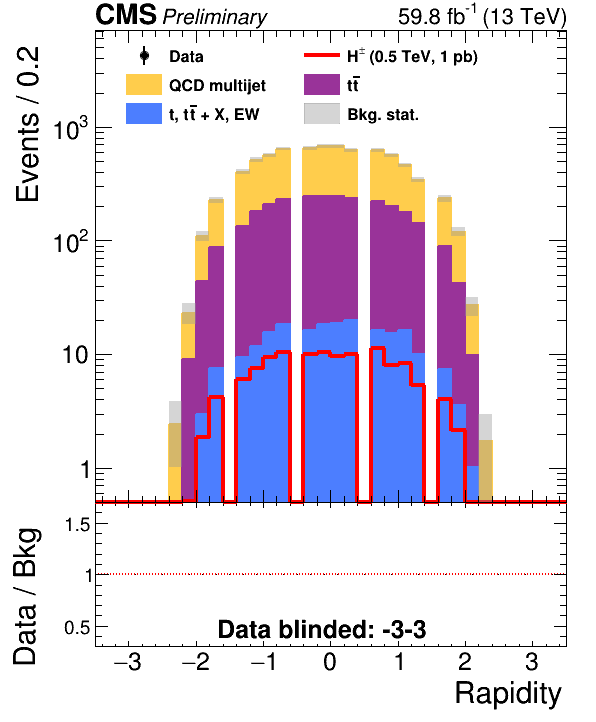 CMS Preliminary 59.8 fb⁻¹ (13 TeV)
Data H± (0.5 TeV, 1 pb)
QCD multijet tt̄
t, tt̄ + X, EW Bkg. stat.
Events / 0.2
10³
10²
10
1
Data / Bkg
1.5
1
0.5
Data blinded: -3-3
−3 −2 −1 0 1 2 3
Rapidity